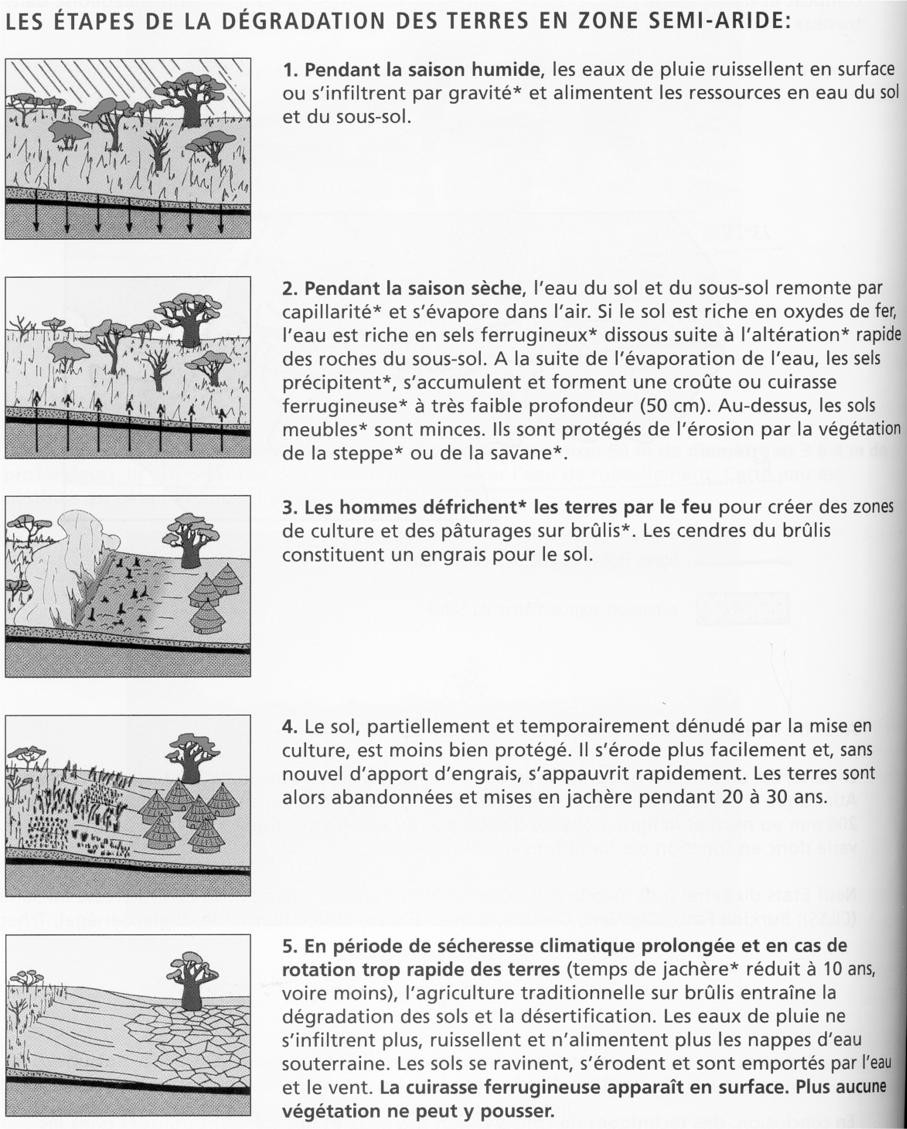 LES ÉTAPES DE LA DÉGRADATION DES TERRES EN ZONE SEMI-ARIDE:
1. Pendant la saison humide, les eaux de pluie ruissellent en surface
ou s'infiltrent par gravité* et alimentent les ressources en eau du sol
et du sous-sol.
2. Pendant la saison sèche, l'eau du sol et du sous-sol remonte par
capillarité* et s'évapore dans l'air. Si le sol est riche en oxydes de fer,
l'eau est riche en sels ferrugineux* dissous suite à l'altération* rapide
des roches du sous-sol. A la suite de l'évaporation de l'eau, les sels
précipitent*, s'accumulent et forment une croûte ou cuirasse
ferrugineuse* à très faible profondeur (50 cm). Au-dessus, les sols
meubles* sont minces. Ils sont protégés de l'érosion par la végétation
de la steppe* ou de la savane*.
3. Les hommes défrichent* les terres par le feu pour créer des zones
de culture et des pâturages sur brûlis*. Les cendres du brûlis
constituent un engrais pour le sol.
4. Le sol, partiellement et temporairement dénudé par la mise en
culture, est moins bien protégé. Il s'érode plus facilement et, sans
nouvel d'apport d'engrais, s'appauvrit rapidement. Les terres sont
alors abandonnées et mises en jachère pendant 20 à 30 ans.
5. En période de sécheresse climatique prolongée et en cas de
rotation trop rapide des terres (temps de jachère* réduit à 10 ans,
voire moins), l'agriculture traditionnelle sur brûlis entraîne la
dégradation des sols et la désertification. Les eaux de pluie ne
s'infiltrent plus, ruissellent et n'alimentent plus les nappes d'eau
souterraine. Les sols se ravinent, s'érodent et sont emportés par l'eau
et le vent. La cuirasse ferrugineuse apparaît en surface. Plus aucune
végétation ne peut y pousser.